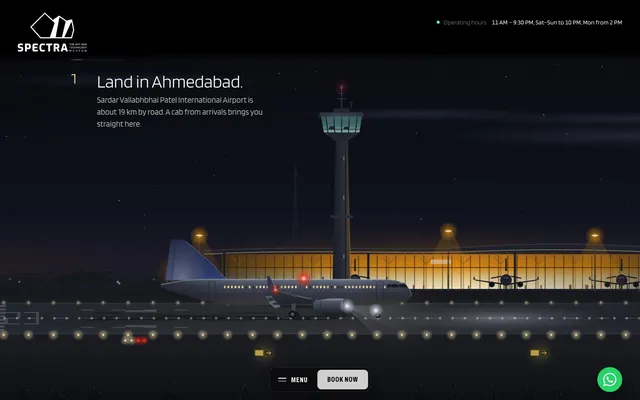 SPECTRA
Operating hours 11 AM – 9:30 PM, Sat–Sun to 10 PM, Mon from 2 PM
1
Land in Ahmedabad.
Sardar Vallabhbhai Patel International Airport is
about 19 km by road. A cab from arrivals brings you
straight here.
MENU
BOOK NOW